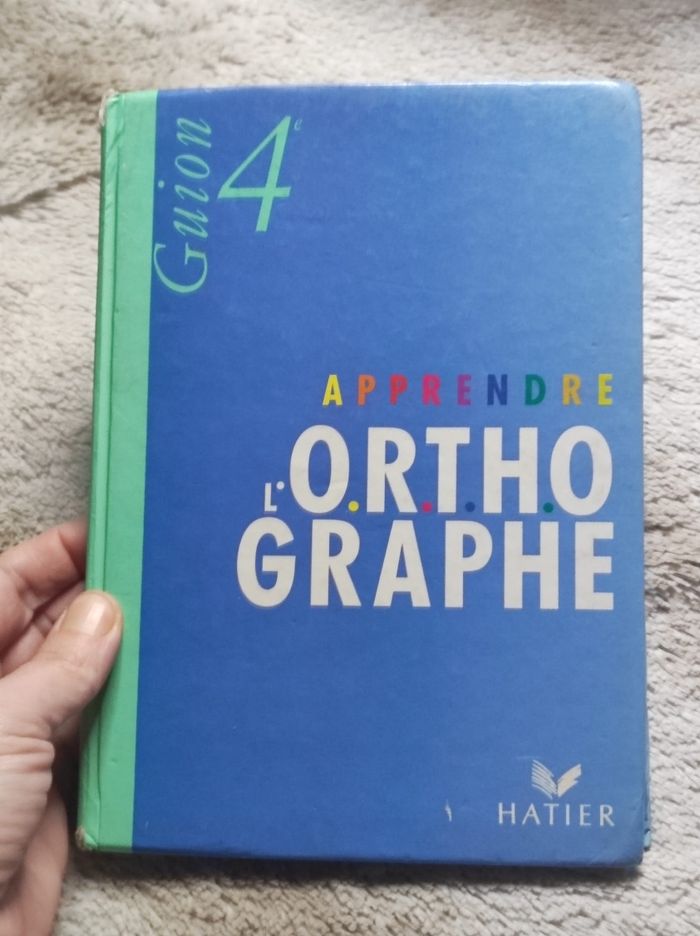 Guion
4e
APPRENDRE
L'O.R.T.H.O
GRAPHE
HATIER